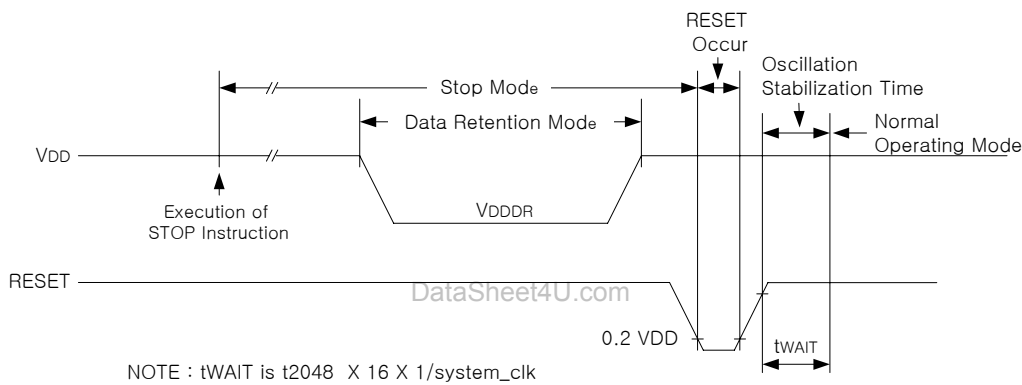 RESET
Occur
Oscillation
Stabilization Time
Stop Mode
Data Retention Mode
Normal
Operating Mode
VDD
Execution of
STOP Instruction
VDDDR
RESET
DataSheet4U.com
0.2 VDD
tWAIT
NOTE : tWAIT is t2048 X 16 X 1/system_clk